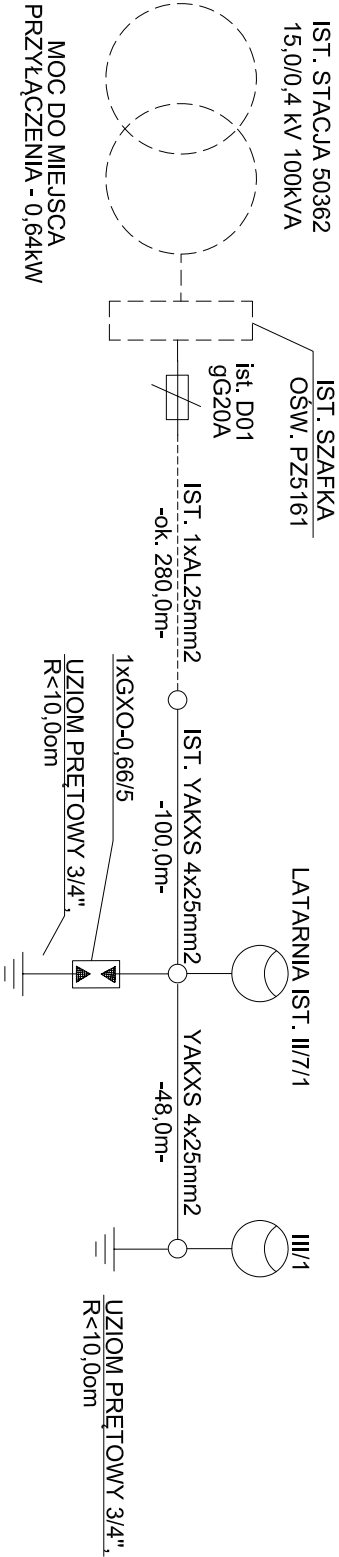 IST. STACJA 50362
15,0/0,4 kV 100kVA
MOC DO MIEJSCA
PRZYŁĄCZENIA - 0,64kW
IST. SZAFKA
OŚW. PZ5161
ist. D01
gG20A
IST. 1xAL25mm2
-ok. 280,0m-
IST. YAKXS 4x25mm2
-100,0m-
1xGXO-0,66/5
UZIOM PRĘTOWY 3/4",
R<10,0om
LATARNIA IST. II/7/1
YAKXS 4x25mm2
-48,0m-
III/1
UZIOM PRĘTOWY 3/4",
R<10,0om